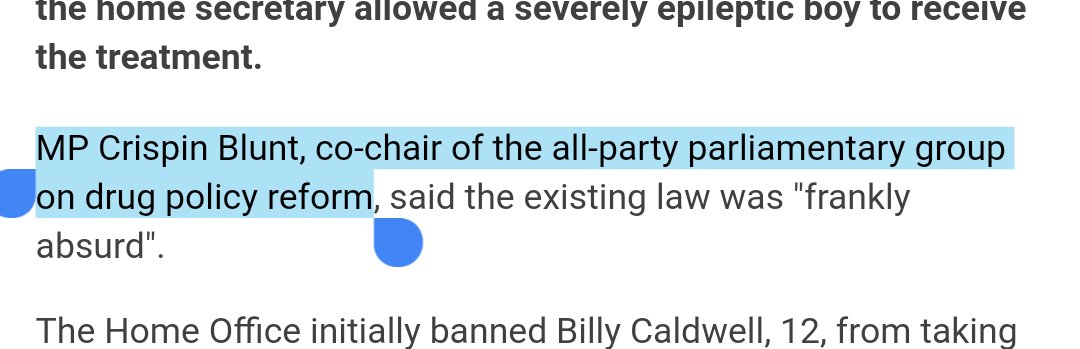 the home secretary allowed a severely epileptic boy to receive
the treatment.
MP Crispin Blunt, co-chair of the all-party parliamentary group
on drug policy reform, said the existing law was "frankly
absurd".
The Home Office initially banned Billy Caldwell, 12, from taking